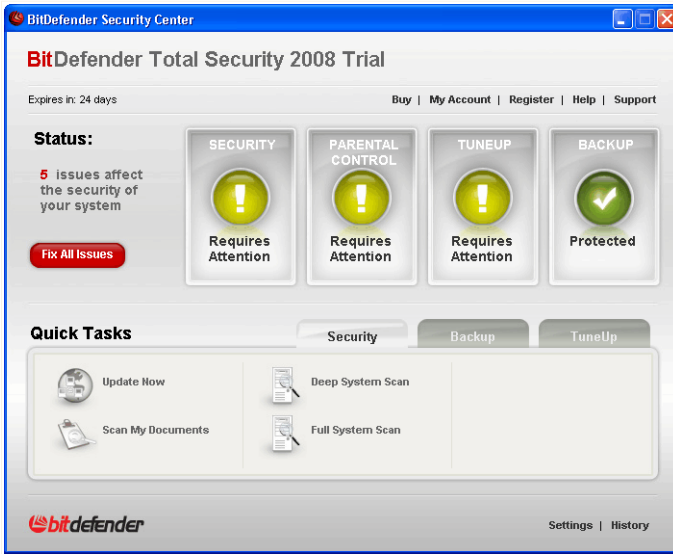 BitDefender Security Center
BitDefender Total Security 2008 Trial
Expires in: 24 days
Buy | My Account | Register | Help | Support
Status:
5 issues affect
the security of
your system
Fix All Issues
SECURITY
Requires
Attention
PARENTAL
CONTROL
Requires
Attention
TUNEUP
Requires
Attention
BACKUP
Protected
Quick Tasks
Security
Backup
TuneUp
Update Now
Deep System Scan
Scan My Documents
Full System Scan
bitdefender
Settings | History